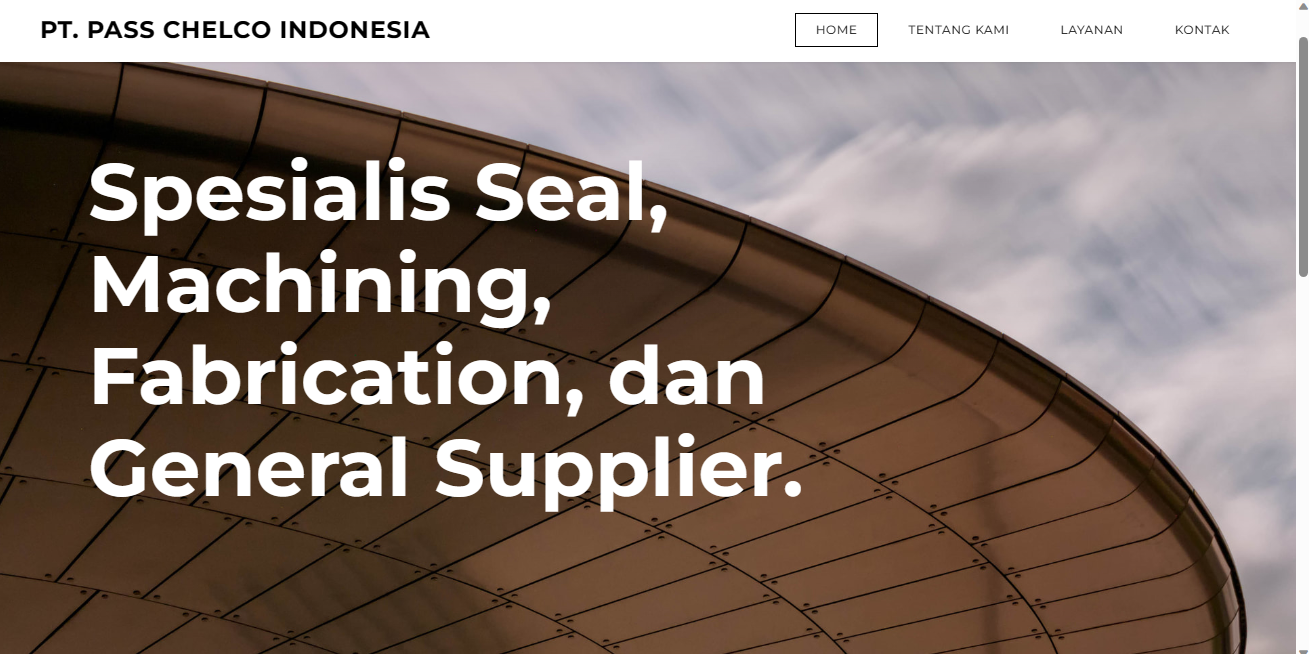 PT. PASS CHELCO INDONESIA
HOME
TENTANG KAMI
LAYANAN
KONTAK
Spesialis Seal,
Machining,
Fabrication, dan
General Supplier.